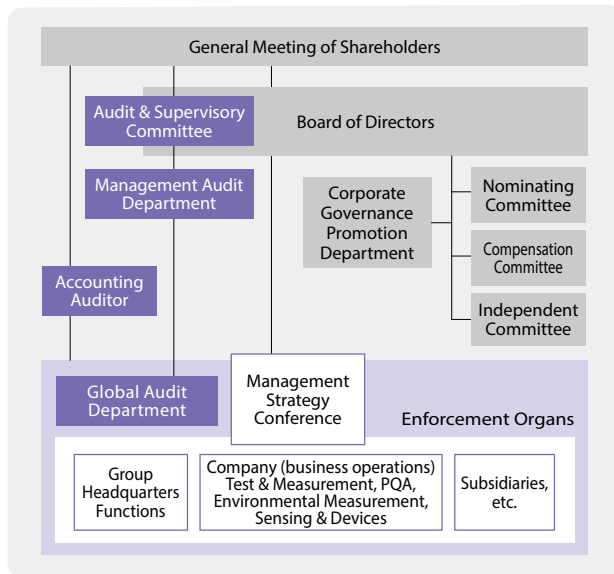 General Meeting of Shareholders
Audit & Supervisory
Committee
Board of Directors
Management Audit
Department
Corporate
Governance
Promotion
Department
Nominating
Committee
Compensation
Committee
Independent
Committee
Accounting
Auditor
Global Audit
Department
Management
Strategy
Conference
Enforcement Organs
Group
Headquarters
Functions
Company (business operations)
Test & Measurement, PQA,
Environmental Measurement,
Sensing & Devices
Subsidiaries,
etc.